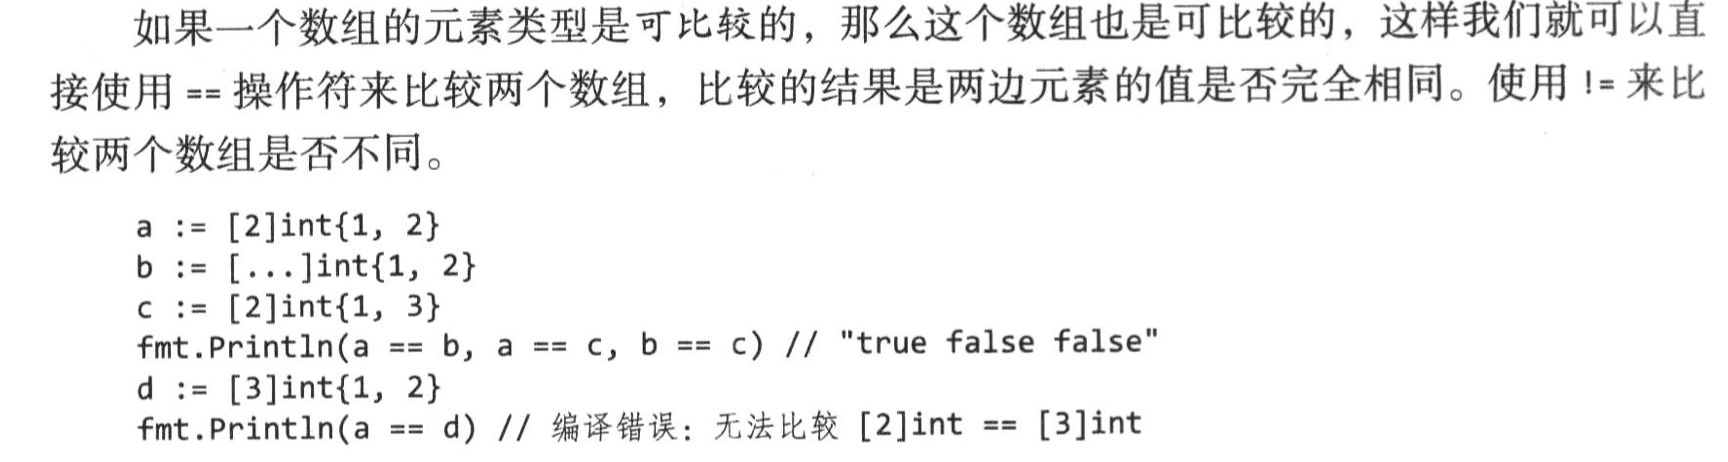 如果一个数组的元素类型是可比较的，那么这个数组也是可比较的，这样我们就可以直
接使用 == 操作符来比较两个数组，比较的结果是两边元素的值是否完全相同。使用 != 来比
较两个数组是否不同。
a := [2]int{1, 2}
b := [...]int{1, 2}
c := [2]int{1, 3}
fmt.Println(a == b, a == c, b == c) // "true false false"
d := [3]int{1, 2}
fmt.Println(a == d) // 编译错误：无法比较 [2]int == [3]int